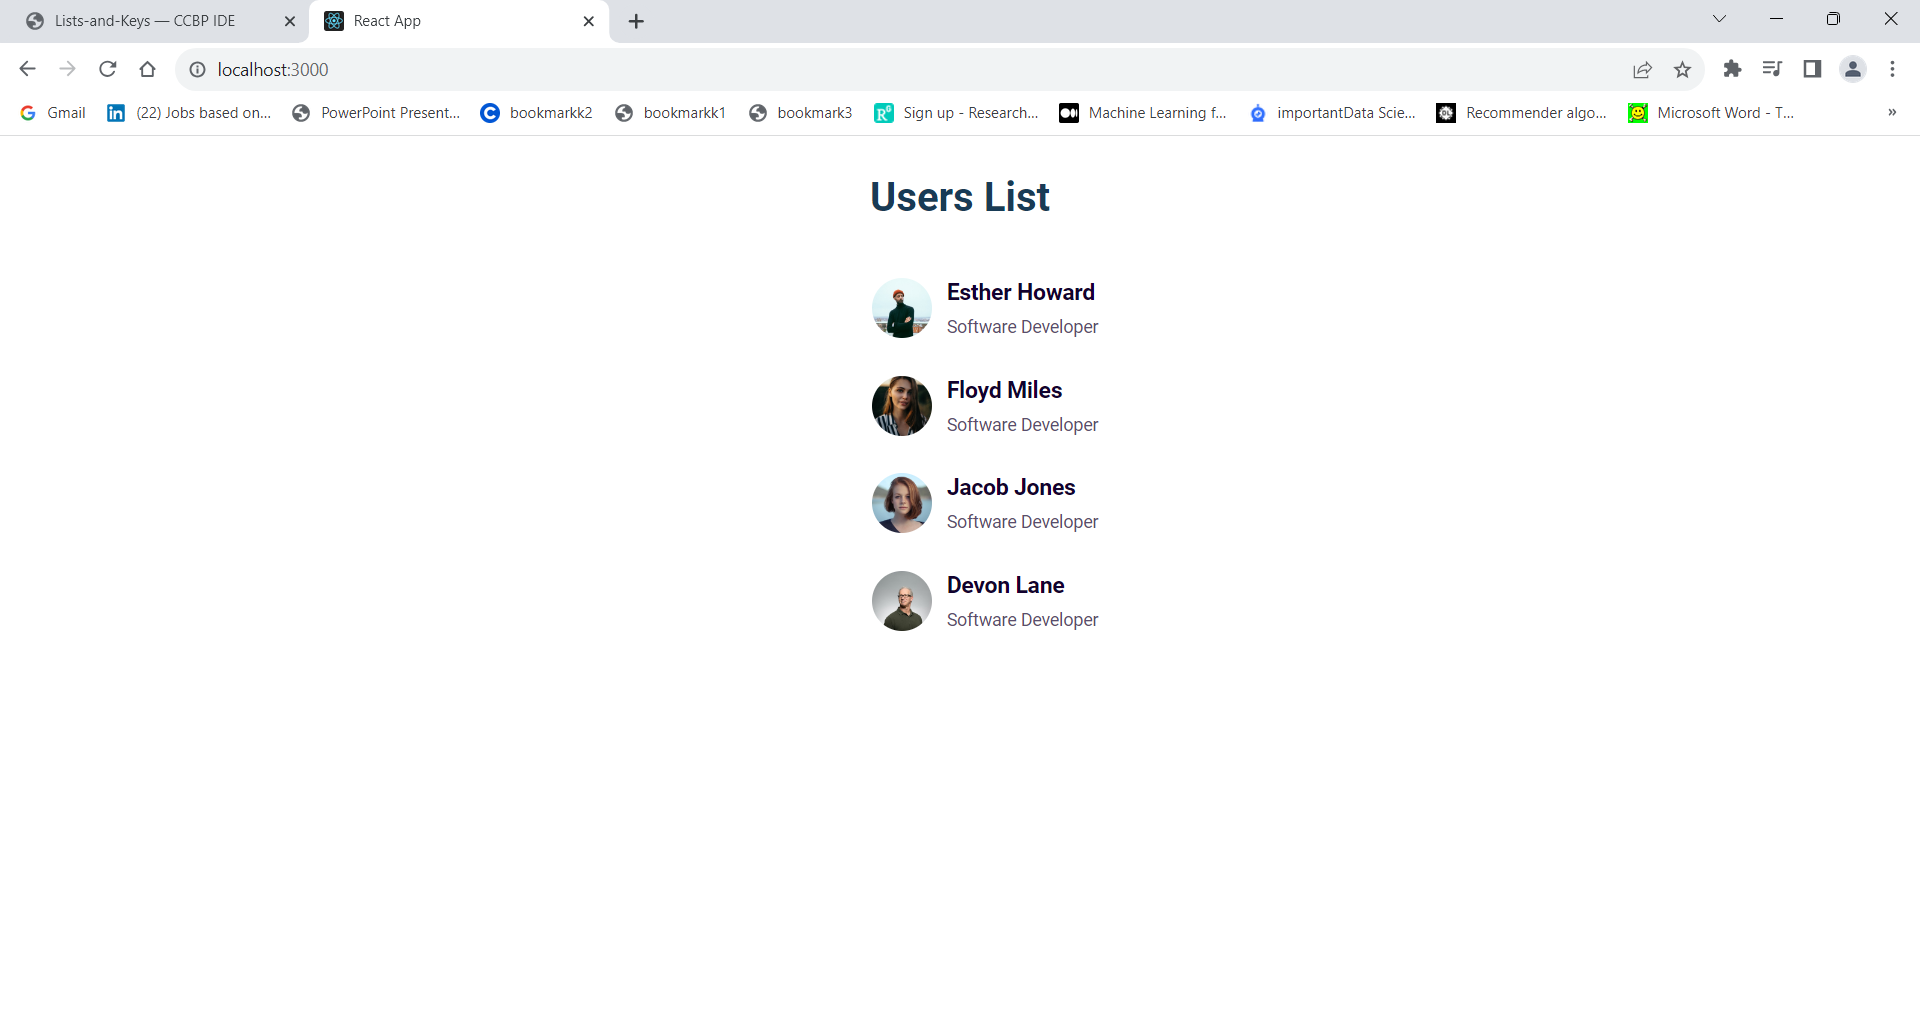 Lists-and-Keys — CCBP IDE
React App
localhost:3000
Gmail
(22) Jobs based on...
PowerPoint Present...
bookmarkk2
bookmarkk1
bookmark3
Sign up - Research...
Machine Learning f...
importantData Scie...
Recommender algo...
Microsoft Word - T...
»
Users List
Esther Howard
Software Developer
Floyd Miles
Software Developer
Jacob Jones
Software Developer
Devon Lane
Software Developer